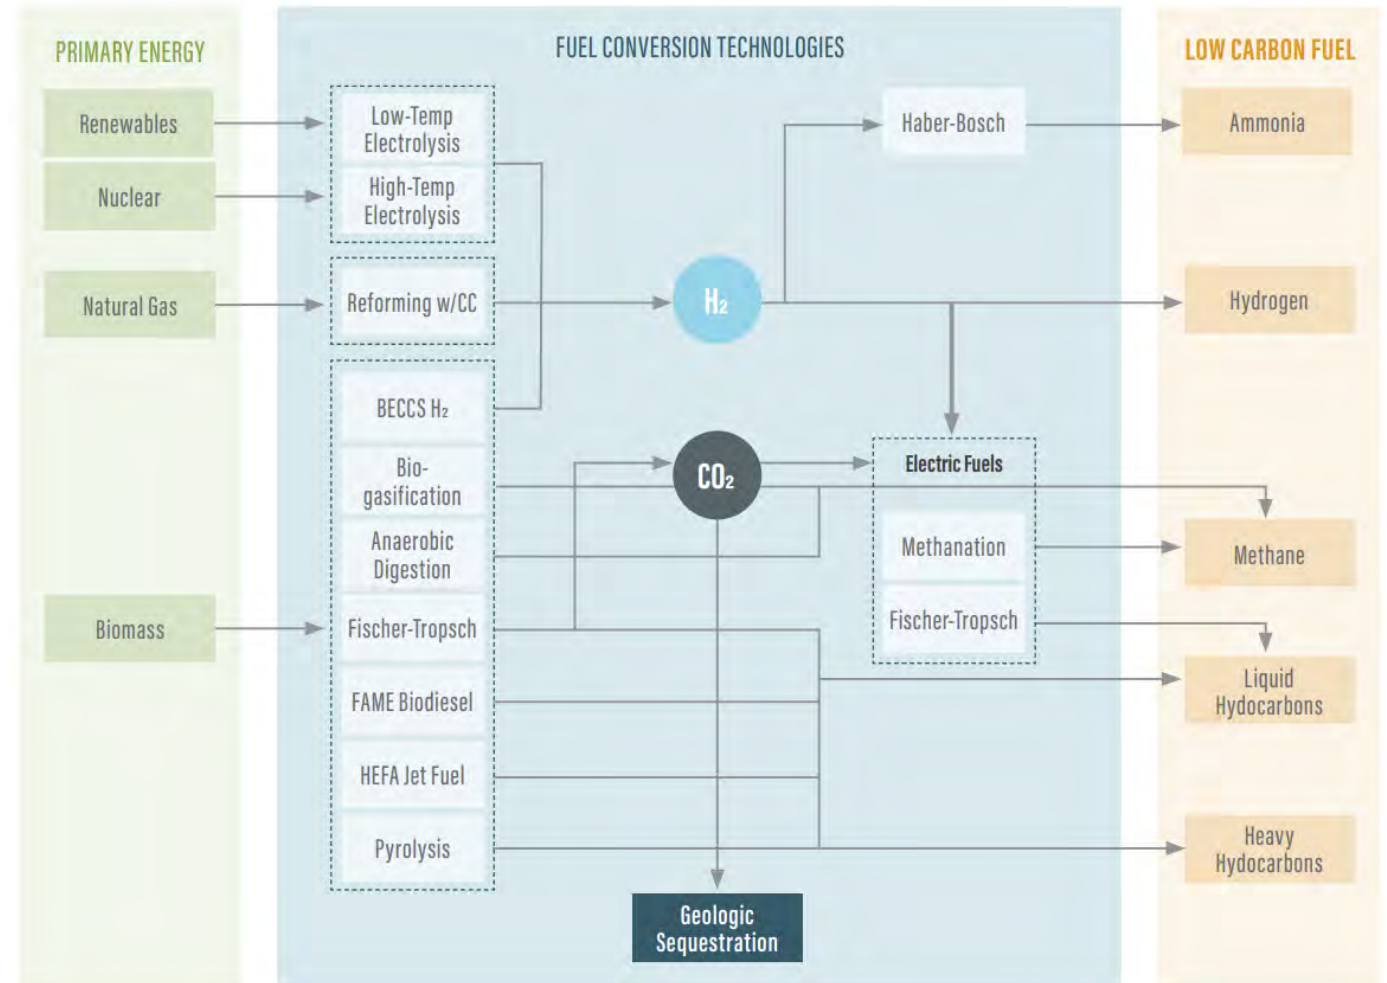 PRIMARY ENERGY
FUEL CONVERSION TECHNOLOGIES
LOW CARBON FUEL
Renewables
Nuclear
Natural Gas
Biomass
Low-Temp
Electrolysis
High-Temp
Electrolysis
Reforming w/CC
BECCS H₂
Bio-
gasification
Anaerobic
Digestion
Fischer-Tropsch
FAME Biodiesel
HEFA Jet Fuel
Pyrolysis
H₂
CO₂
Geologic
Sequestration
Haber-Bosch
Electric Fuels
Methanation
Fischer-Tropsch
Ammonia
Hydrogen
Methane
Liquid
Hydocarbons
Heavy
Hydocarbons